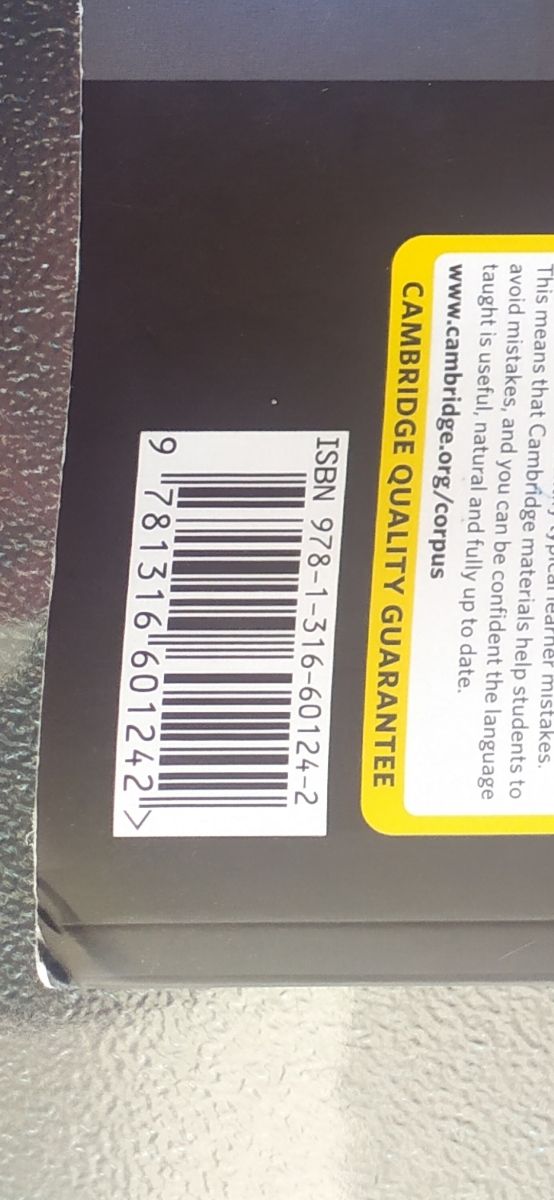 learner mistakes.
This means that Cambridge materials help students to
avoid mistakes, and you can be confident the language
taught is useful, natural and fully up to date.
www.cambridge.org/corpus
CAMBRIDGE QUALITY GUARANTEE
ISBN 978-1-316-60124-2
9 781316 601242 >